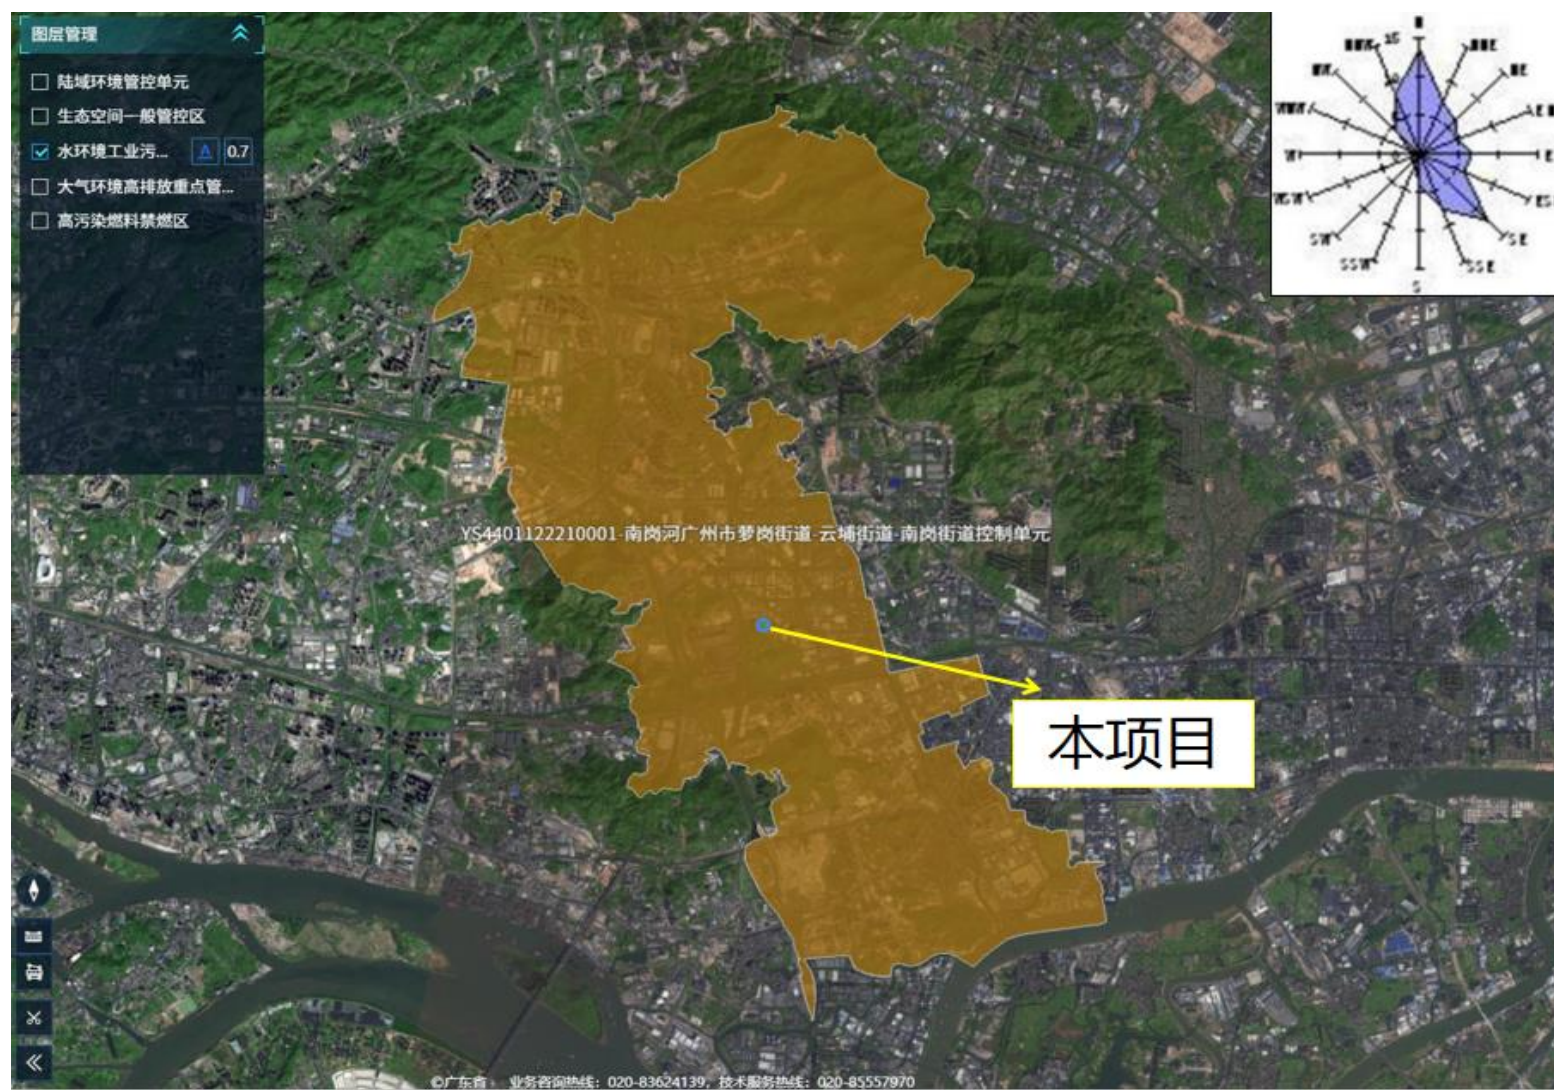 图层管理
陆域环境管控单元
生态空间一般管控区
水环境工业污... 0.7
大气环境高排放重点管...
高污染燃料禁燃区
15
NNE
NE
E
SE
SSE
S
SSW
SW
YS4401122210001-南岗河广州市萝岗街道-云埔街道-南岗街道控制单元
本项目
©广东省 业务咨询热线：020-83624139，技术服务热线：020-85557970